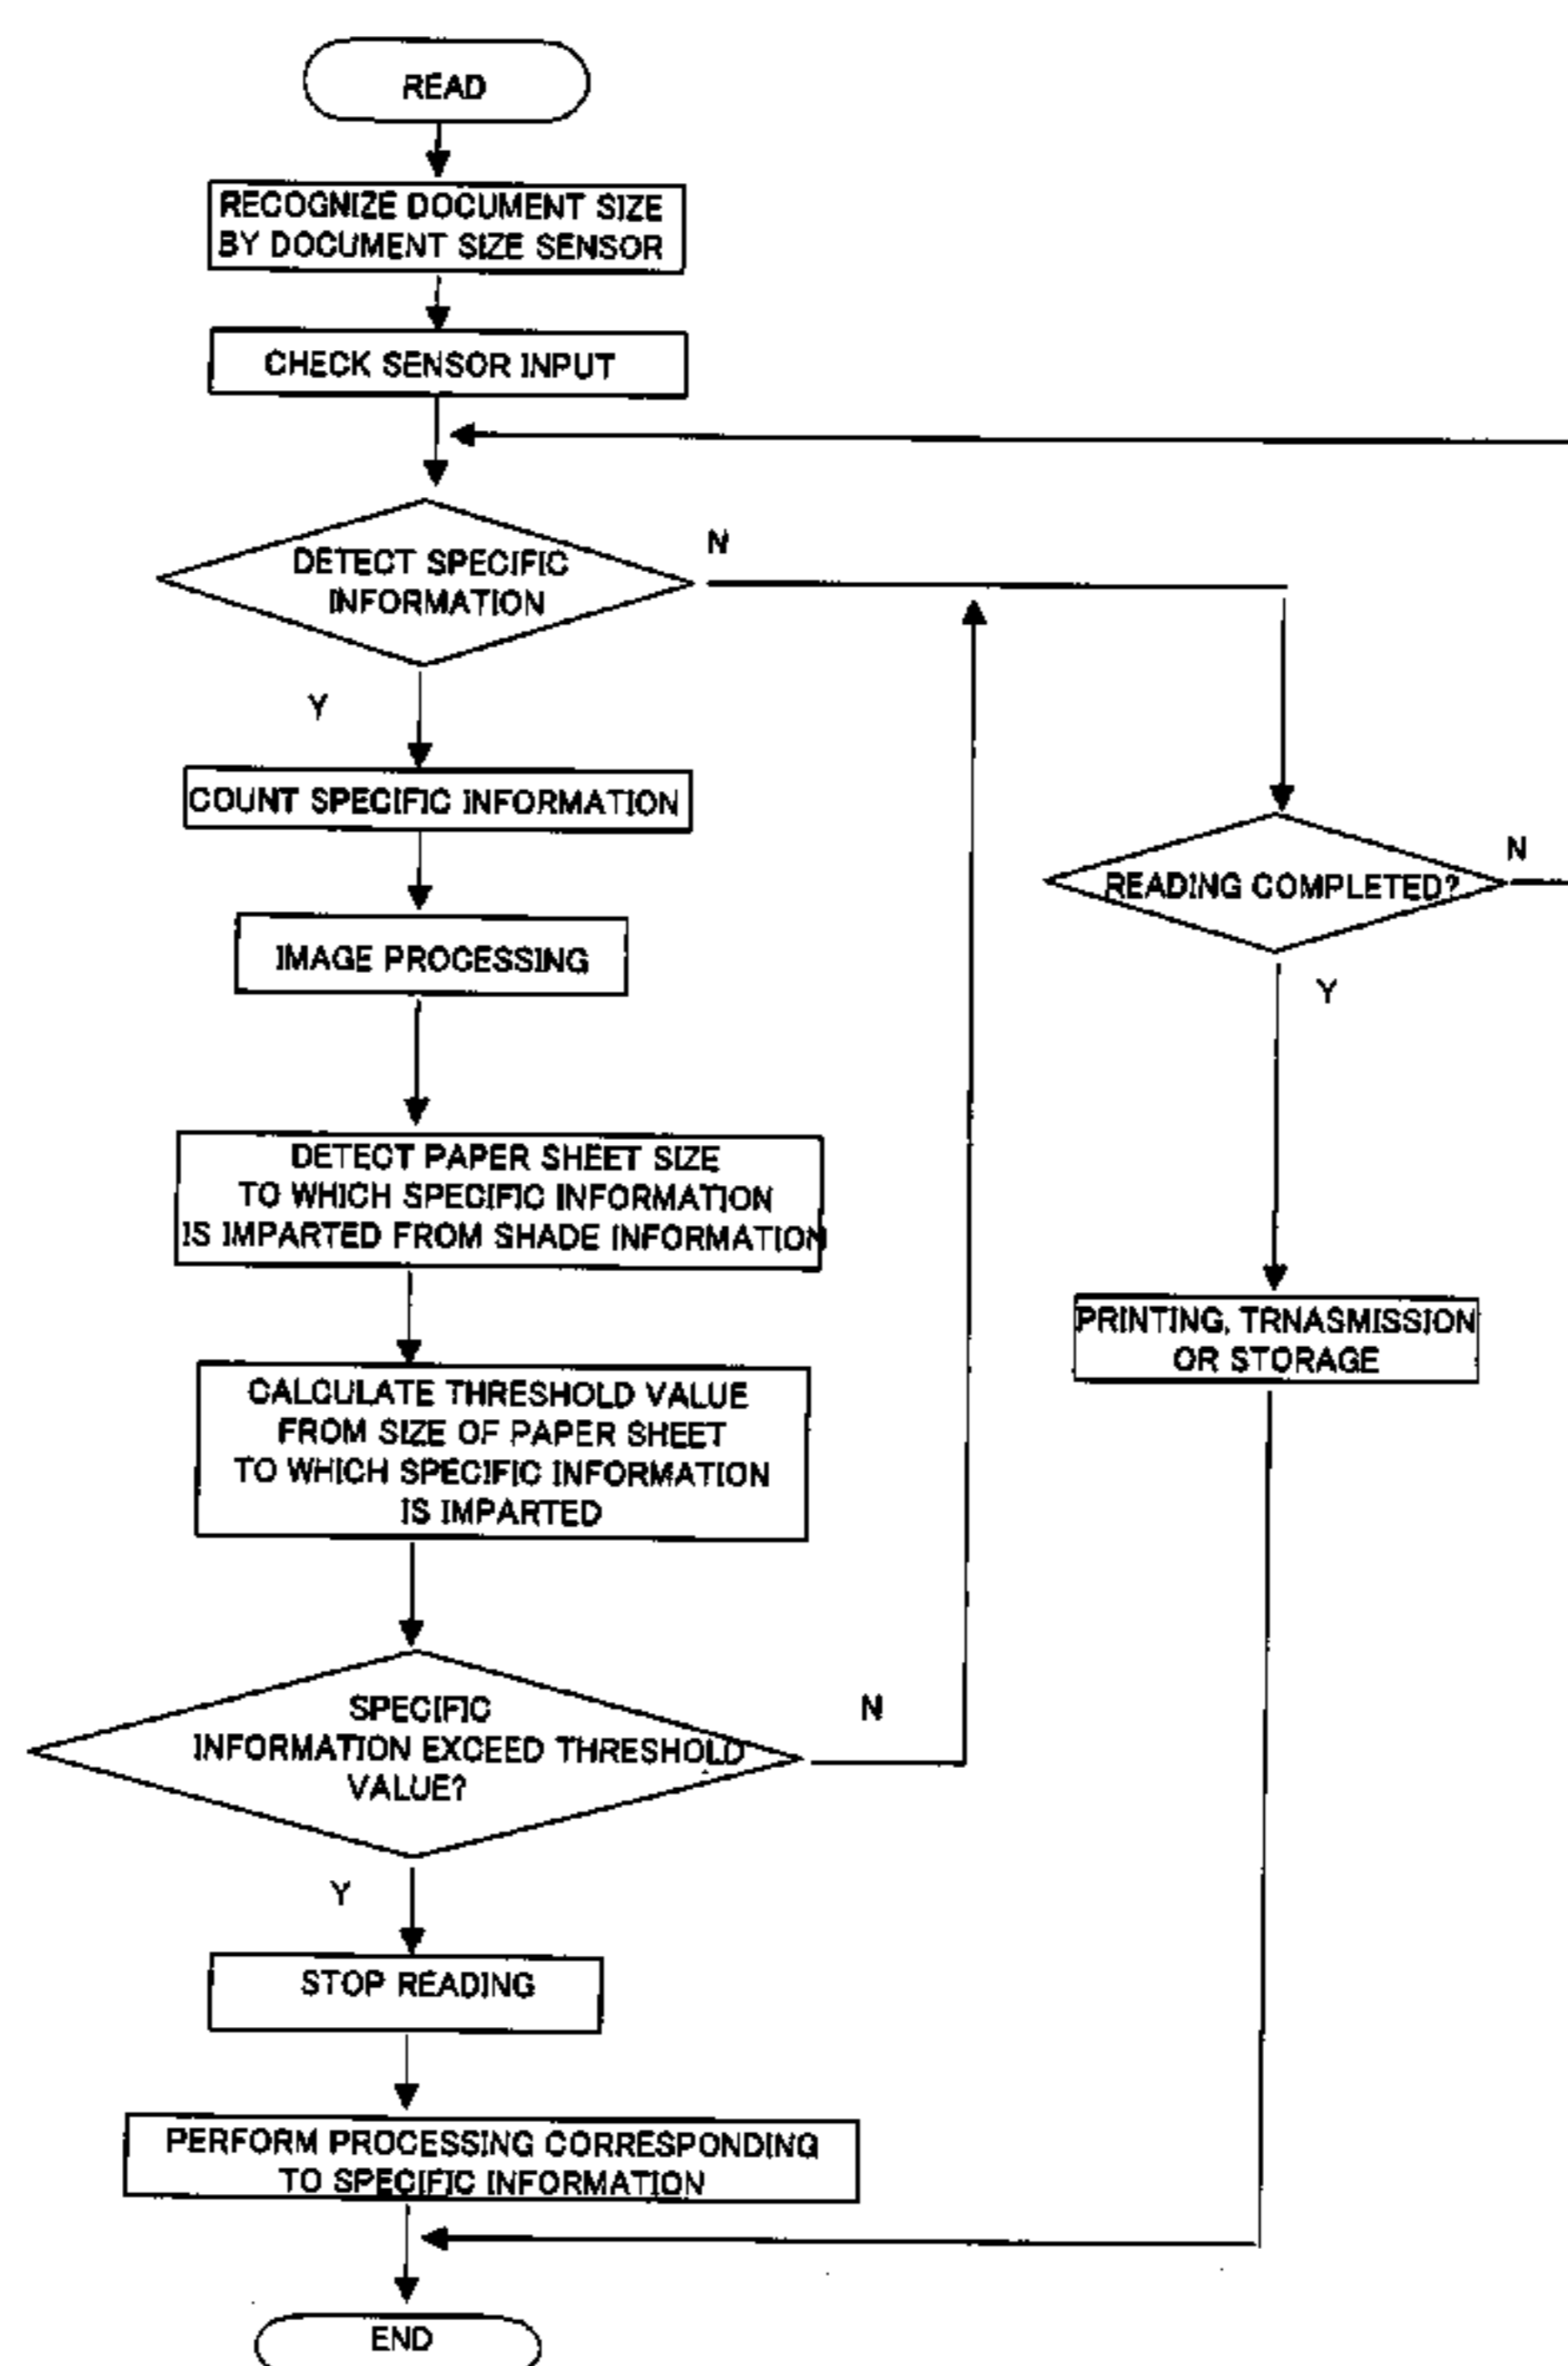 READ
RECOGNIZE DOCUMENT SIZE
BY DOCUMENT SIZE SENSOR
CHECK SENSOR INPUT
DETECT SPECIFIC
INFORMATION
N
Y
COUNT SPECIFIC INFORMATION
READING COMPLETED?
N
Y
IMAGE PROCESSING
DETECT PAPER SHEET SIZE
TO WHICH SPECIFIC INFORMATION
IS IMPARTED FROM SHADE INFORMATION
PRINTING, TRNASMISSION
OR STORAGE
CALCULATE THRESHOLD VALUE
FROM SIZE OF PAPER SHEET
TO WHICH SPECIFIC INFORMATION
IS IMPARTED
SPECIFIC
INFORMATION EXCEED THRESHOLD
VALUE?
N
Y
STOP READING
PERFORM PROCESSING CORRESPONDING
TO SPECIFIC INFORMATION
END